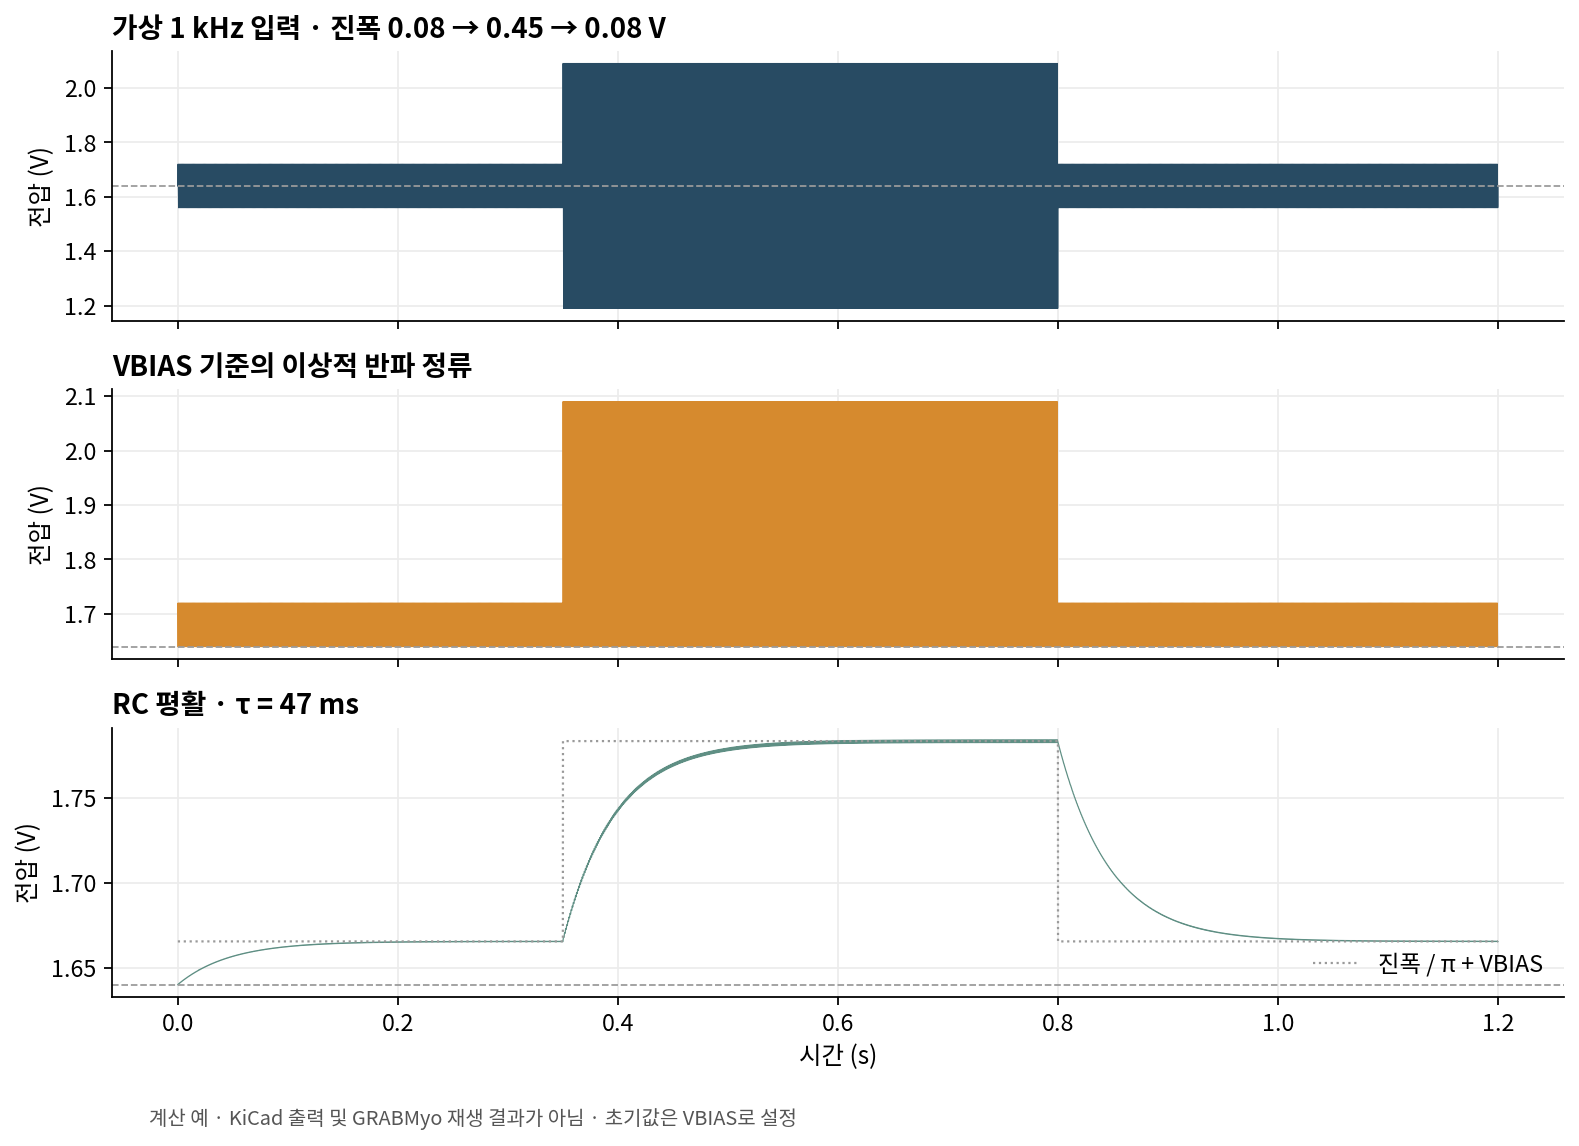 가상 1 kHz 입력 · 진폭 0.08 → 0.45 → 0.08 V
전압 (V)
2.0
1.8
1.6
1.4
1.2
VBIAS 기준의 이상적 반파 정류
전압 (V)
2.1
2.0
1.9
1.8
1.7
RC 평활 · τ = 47 ms
전압 (V)
1.75
1.70
1.65
진폭 / π + VBIAS
0.0 0.2 0.4 0.6 0.8 1.0 1.2
시간 (s)
계산 예 · KiCad 출력 및 GRABMyo 재생 결과가 아님 · 초기값은 VBIAS로 설정